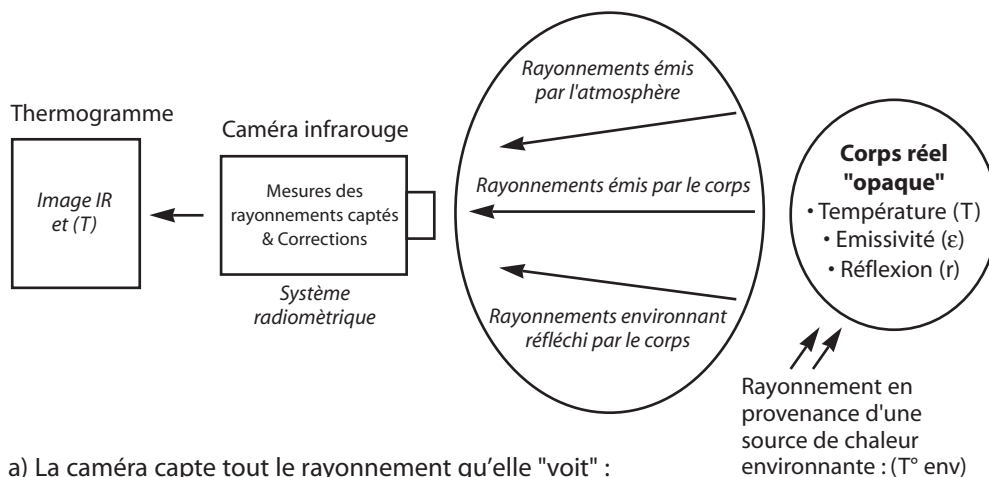 Thermogramme
Image IR
et (T)
Caméra infrarouge
Mesures des
rayonnements captés
& Corrections
Système
radiomètrique
Rayonnements émis
par l'atmosphère
Rayonnements émis par le corps
Rayonnements environnant
réfléchi par le corps
Corps réel
"opaque"
• Température (T)
• Emissivité (ε)
• Réflexion (r)
Rayonnement en
provenance d'une
source de chaleur
environnante : (T° env)
a) La caméra capte tout le rayonnement qu’elle "voit" :